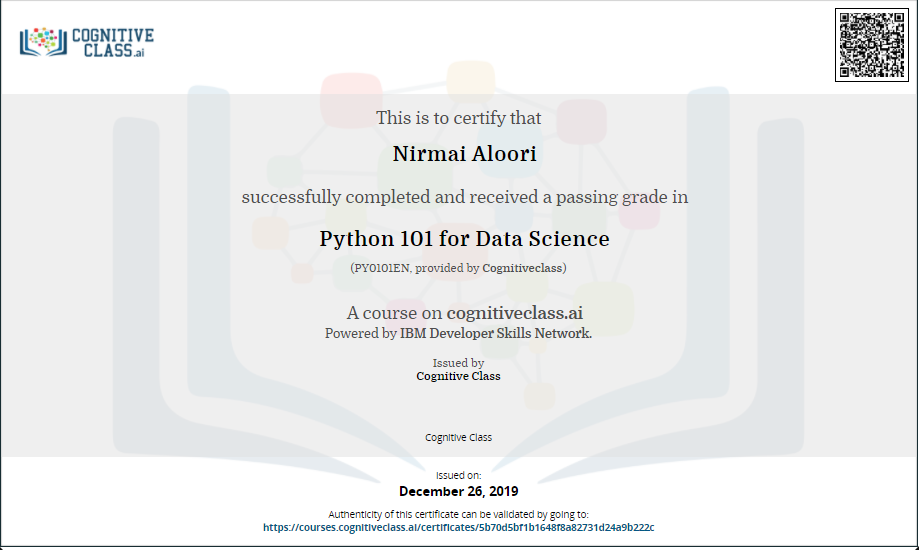 COGNITIVE
CLASS.ai
This is to certify that
Nirmai Aloori
successfully completed and received a passing grade in
Python 101 for Data Science
(PY0101EN, provided by Cognitiveclass)
A course on cognitiveclass.ai
Powered by IBM Developer Skills Network.
Issued by
Cognitive Class
Cognitive Class
Issued on:
December 26, 2019
Authenticity of this certificate can be validated by going to:
https://courses.cognitiveclass.ai/certificates/5b70d5bf1b1648f8a82731d24a9b222c